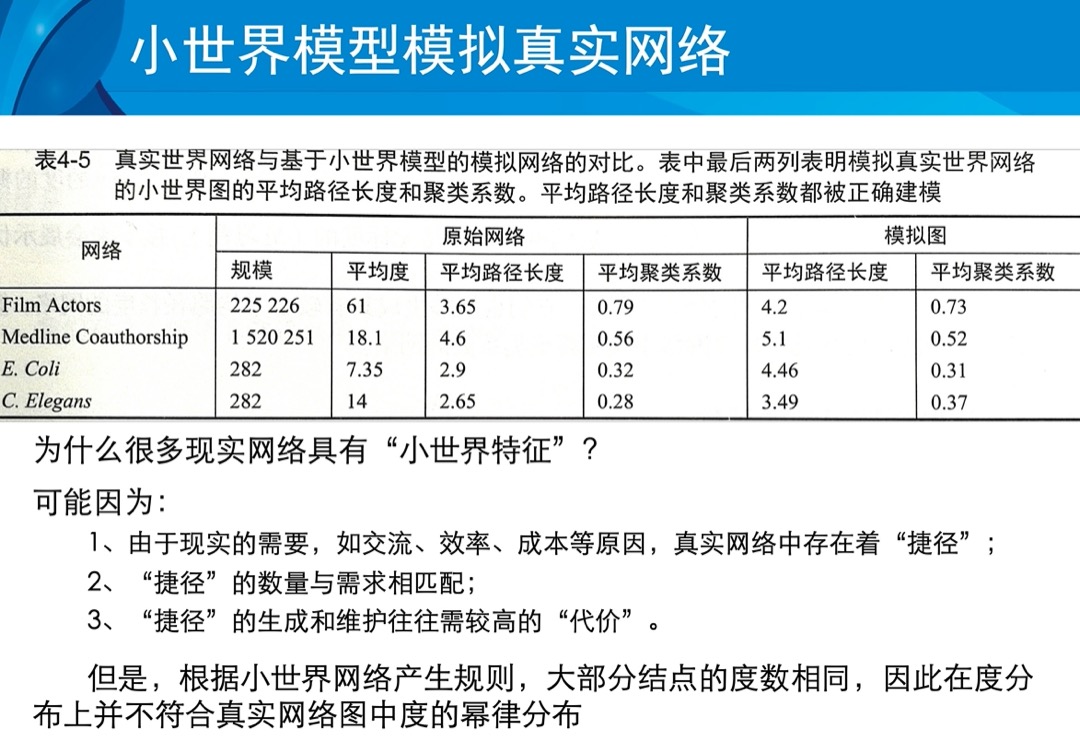 小世界模型模拟真实网络
表4-5 真实世界网络与基于小世界模型的模拟网络的对比。表中最后两列表明模拟真实世界网络
的小世界图的平均路径长度和聚类系数。平均路径长度和聚类系数都被正确建模
网络 原始网络 模拟图
规模 平均度 平均路径长度 平均聚类系数 平均路径长度 平均聚类系数
Film Actors 225 226 61 3.65 0.79 4.2 0.73
Medline Coauthorship 1 520 251 18.1 4.6 0.56 5.1 0.52
E. Coli 282 7.35 2.9 0.32 4.46 0.31
C. Elegans 282 14 2.65 0.28 3.49 0.37
为什么很多现实网络具有“小世界特征”?
可能因为:
1、由于现实的需要，如交流、效率、成本等原因，真实网络中存在着“捷径”;
2、“捷径”的数量与需求相匹配;
3、“捷径”的生成和维护往往需较高的“代价”。
但是，根据小世界网络产生规则，大部分结点的度数相同，因此在度分
布上并不符合真实网络图中度的幂律分布